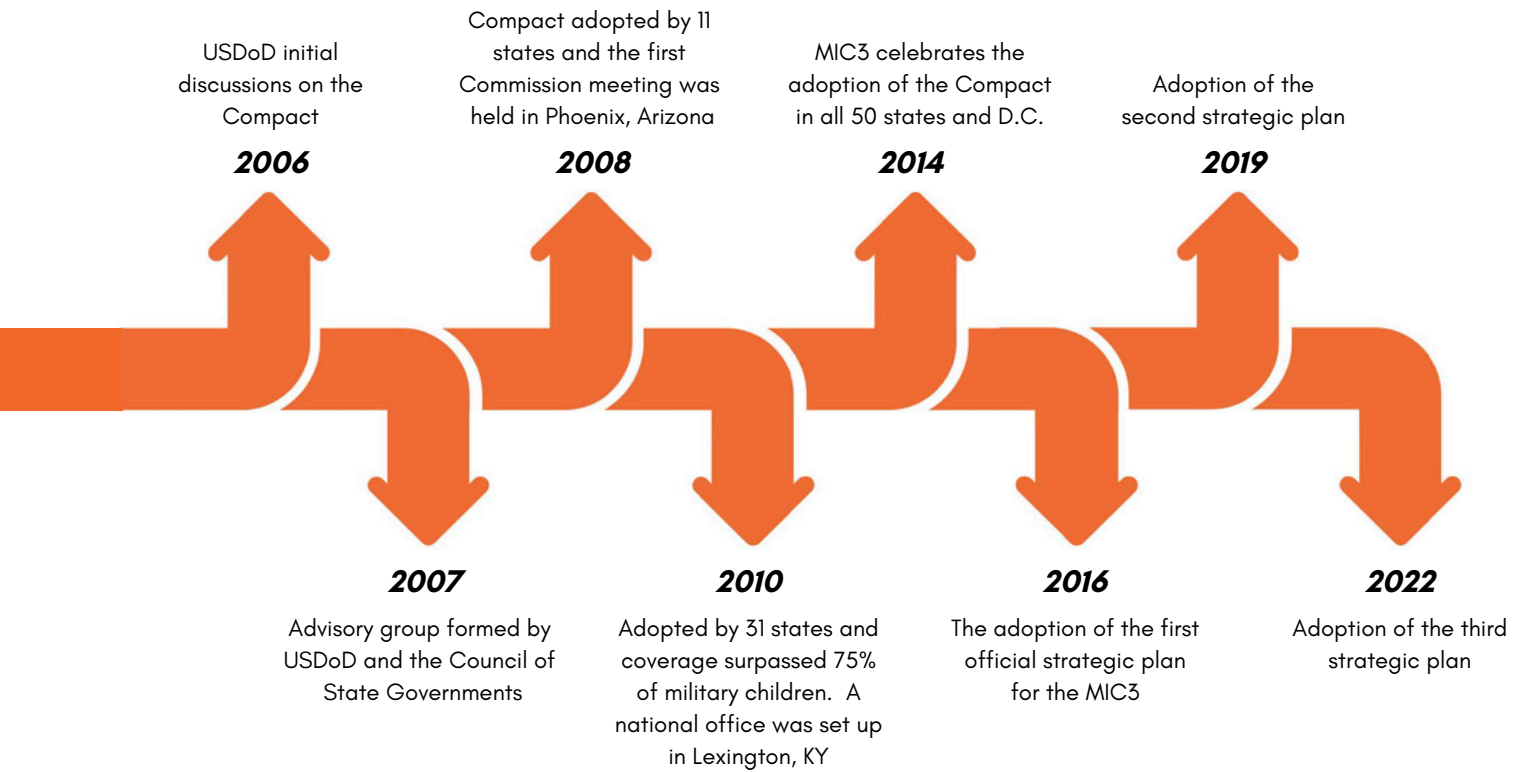 USDoD initial
discussions on the
Compact
2006
Compact adopted by 11
states and the first
Commission meeting was
held in Phoenix, Arizona
2008
MIC3 celebrates the
adoption of the Compact
in all 50 states and D.C.
2014
Adoption of the
second strategic plan
2019
2007
Advisory group formed by
USDoD and the Council of
State Governments
2010
Adopted by 31 states and
coverage surpassed 75%
of military children.  A
national office was set up
in Lexington, KY
2016
The adoption of the first
official strategic plan
for the MIC3
2022
Adoption of the third
strategic plan